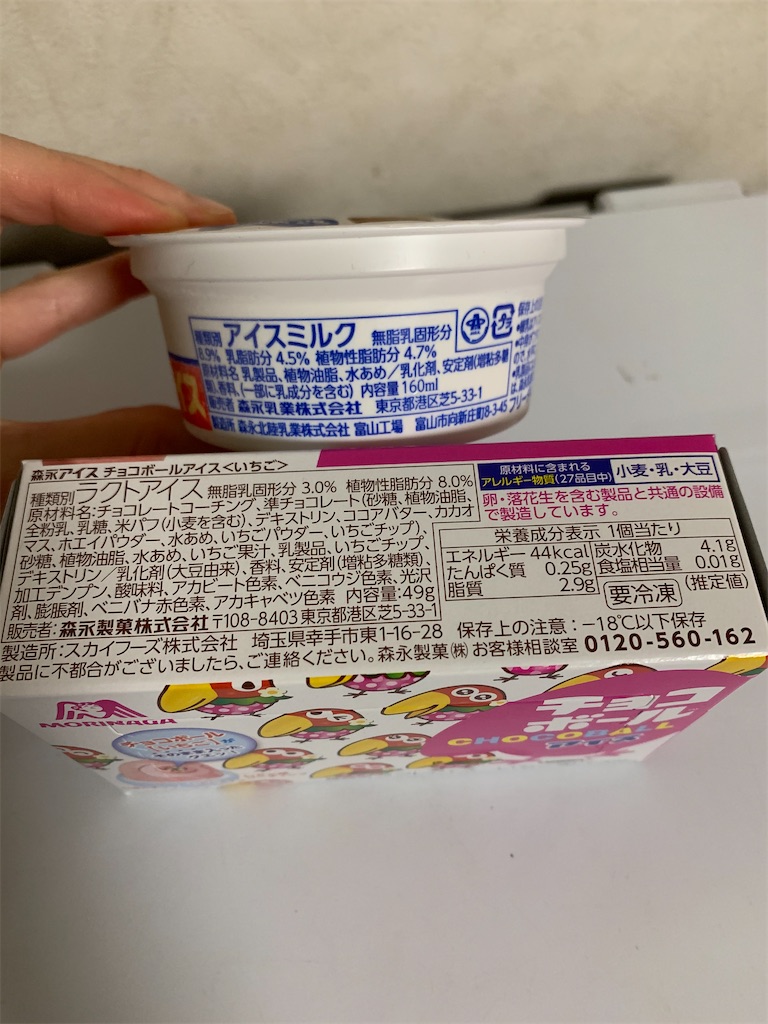 種類別 アイスミルク 無脂乳固形分
8.9% 乳脂肪分 4.5% 植物性脂肪分 4.7%
原材料名 乳製品、植物油脂、水あめ／乳化剤、安定剤(増粘多糖
類)、香料、(一部に乳成分を含む) 内容量 160ml
販売者 森永乳業株式会社 東京都港区芝5-33-1
製造所 森永北陸乳業株式会社 富山工場 富山市向新庄町8-3-45
プラ
保存上の
フリー
ス
森永アイス チョコボールアイス<いちご>
種類別 ラクトアイス 無脂乳固形分 3.0% 植物性脂肪分 8.0%
原材料名:チョコレートコーチング、準チョコレート(砂糖、植物油脂、
全粉乳、乳糖、米パフ(小麦を含む)、デキストリン、ココアバター、カカオ
マス、ホエイパウダー、水あめ、いちごパウダー、いちごチップ)、
砂糖、植物油脂、水あめ、いちご果汁、乳製品、いちごチップ、
デキストリン／乳化剤(大豆由来)、香料、安定剤(増粘多糖類)、
加工デンプン、酸味料、アカビート色素、ベニコウジ色素、光沢
剤、膨脹剤、ベニバナ赤色素、アカキャベツ色素 内容量:49g
販売者: 森永製菓株式会社 〒108-8403 東京都港区芝5-33-1
製造所:スカイフーズ株式会社 埼玉県幸手市東1-16-28 保存上の注意:−18℃以下保存
製品に不都合がございましたら、ご連絡ください。森永製菓㈱お客様相談室 0120-560-162
原材料に含まれる
アレルギー物質(27品目中) 小麦・乳・大豆
卵・落花生を含む製品と共通の設備
で製造しています。
栄養成分表示 1個当たり
エネルギー 44kcal 炭水化物 4.1g
たんぱく質 0.25g 食塩相当量 0.01g
脂質 2.9g (推定値)
要冷凍
MORINAGA
チョコ
ボール
CHOCOBALL
アイス